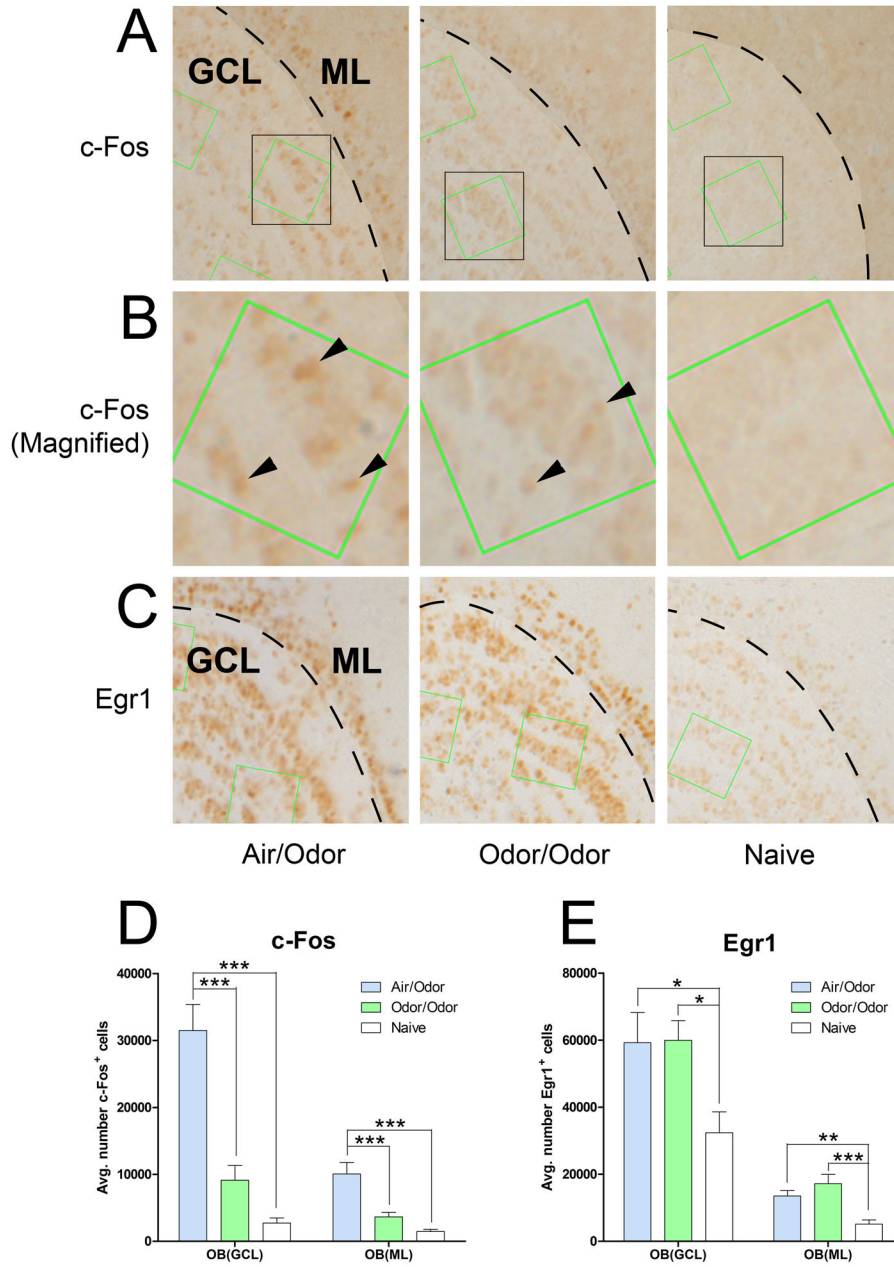 A
GCL ML
c-Fos
B
c-Fos
(Magnified)
C
GCL ML
Egr1
Air/Odor Odor/Odor Naive
D
c-Fos
Avg. number c-Fos+ cells
40000
30000
20000
10000
0
***
***
***
***
Air/Odor
Odor/Odor
Naive
OB(GCL) OB(ML)
E
Egr1
Avg. number Egr1+ cells
80000
60000
40000
20000
0
*
*
**
***
Air/Odor
Odor/Odor
Naive
OB(GCL) OB(ML)